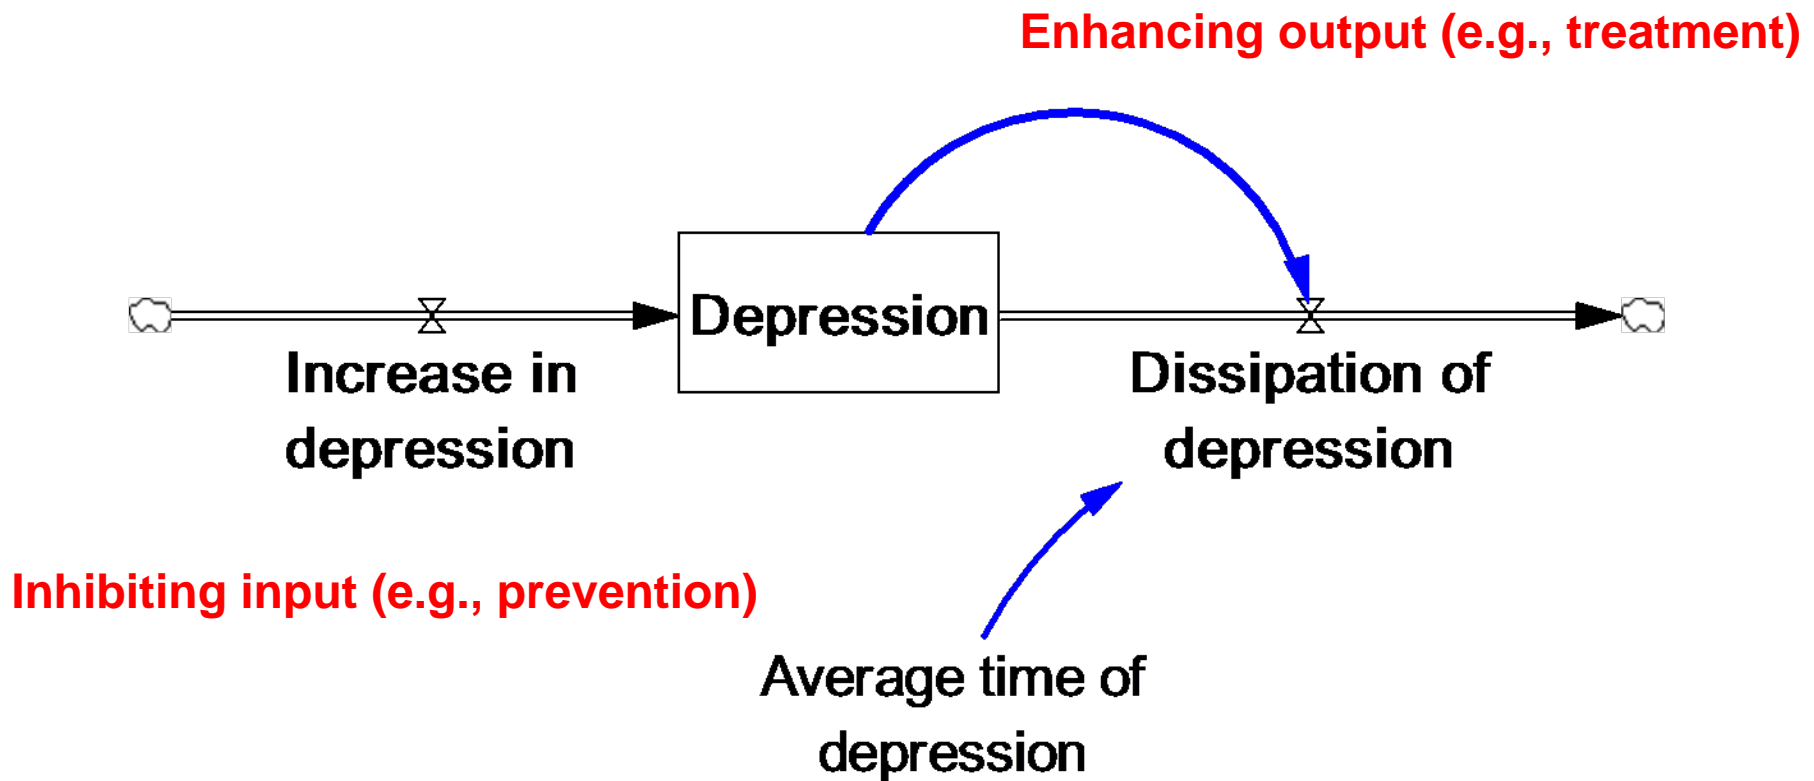 Enhancing output (e.g., treatment)
Depression
Increase in
depression
Dissipation of
depression
Inhibiting input (e.g., prevention)
Average time of
depression